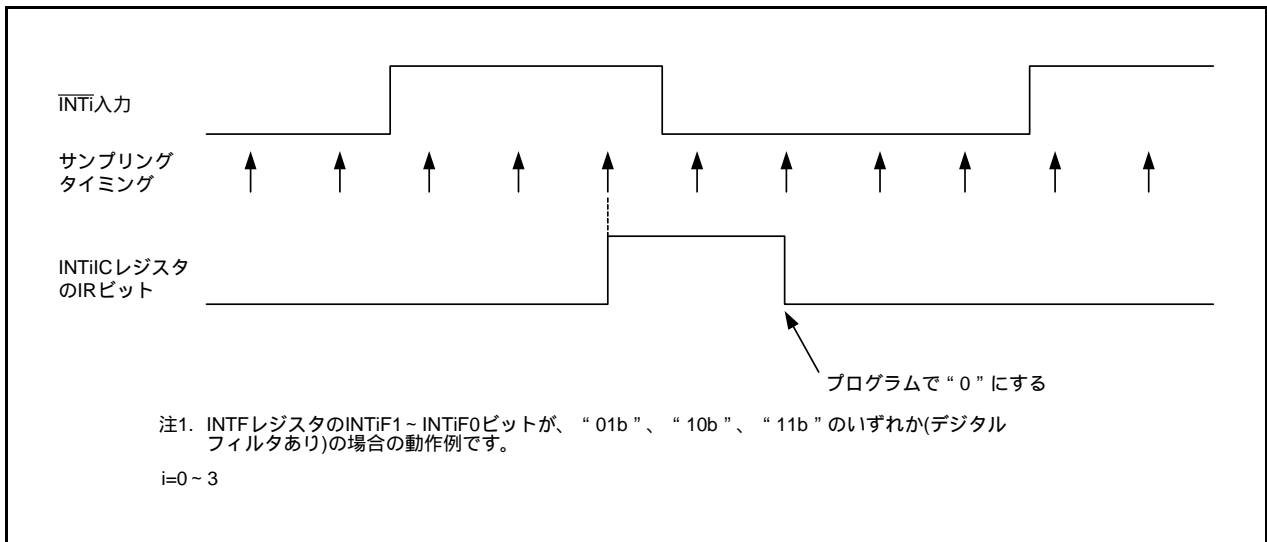 INTi入力
サンプリング
タイミング
INTiICレジスタ
のIRビット
プログラムで“0”にする
注1. INTFレジスタのINTiF1~INTiF0ビットが、“01b”、“10b”、“11b”のいずれか(デジタル
フィルタあり)の場合の動作例です。
i=0~3